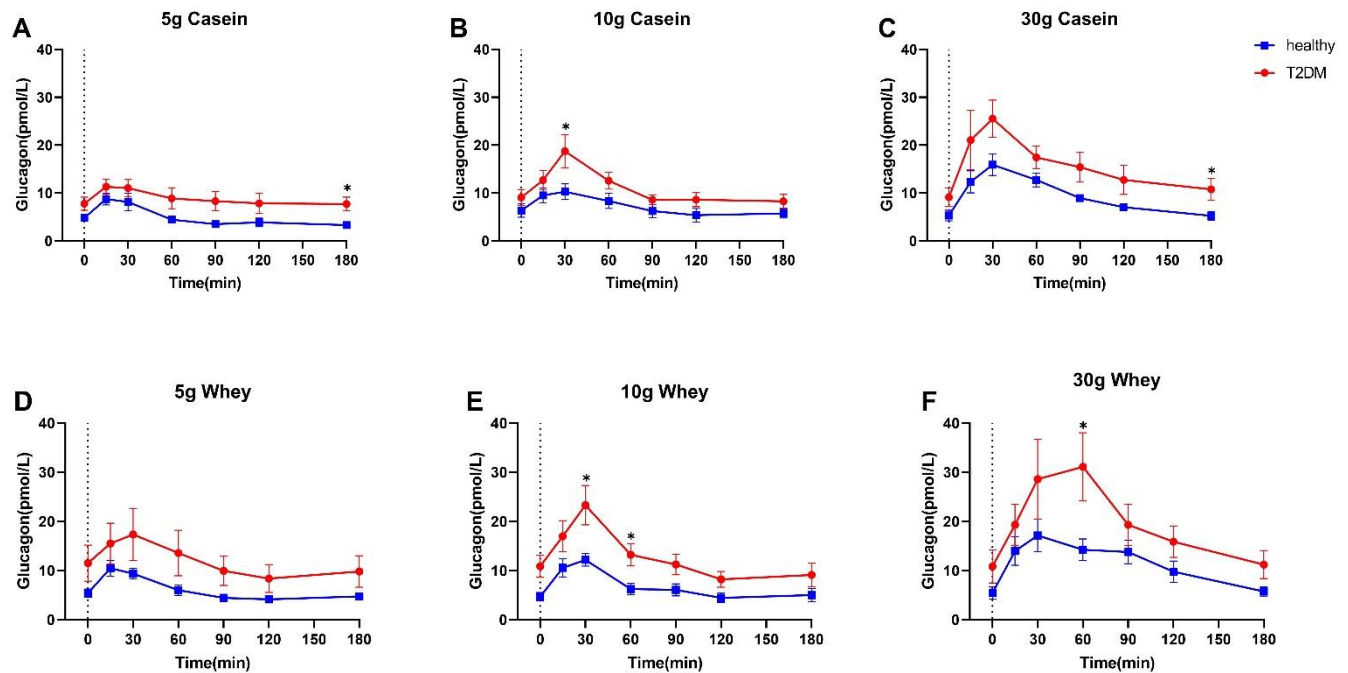 A
5g Casein
Glucagon(pmol/L)
40
30
20
10
0
*
0 30 60 90 120 150 180
Time(min)
B
10g Casein
Glucagon(pmol/L)
40
30
20
10
0
*
0 30 60 90 120 150 180
Time(min)
C
30g Casein
Glucagon(pmol/L)
40
30
20
10
0
*
0 30 60 90 120 150 180
Time(min)
healthy
T2DM
D
5g Whey
Glucagon(pmol/L)
40
30
20
10
0
0 30 60 90 120 150 180
Time(min)
E
10g Whey
Glucagon(pmol/L)
40
30
20
10
0
*
*
0 30 60 90 120 150 180
Time(min)
F
30g Whey
Glucagon(pmol/L)
40
30
20
10
0
*
0 30 60 90 120 150 180
Time(min)